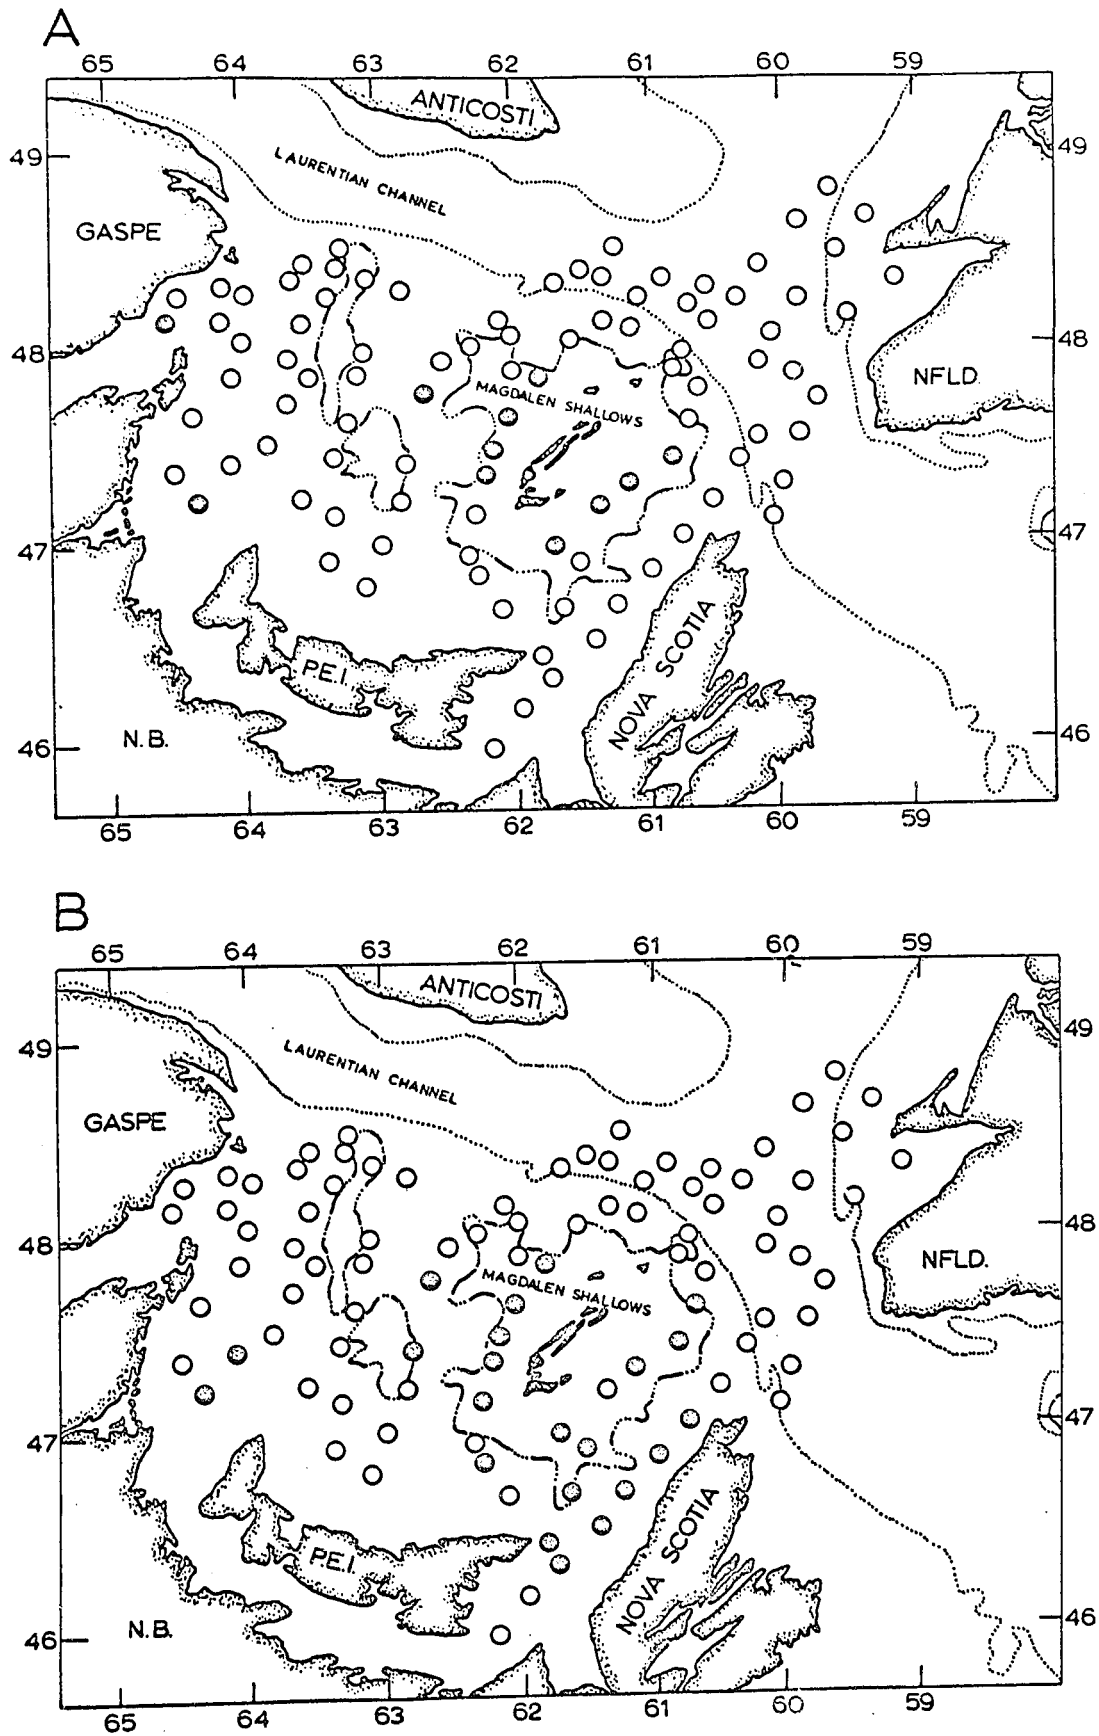 A
65 64 63 62 61 60 59
ANTICOSTI
49 49
LAURENTIAN CHANNEL
GASPE
48 48
NFLD.
MAGDALEN SHALLOWS
47 47
NOVA SCOTIA
P.E.I.
N.B.
46 46
65 64 63 62 61 60 59
B
65 64 63 62 61 60 59
ANTICOSTI
49 49
LAURENTIAN CHANNEL
GASPE
48 48
NFLD.
MAGDALEN SHALLOWS
47 47
NOVA SCOTIA
P.E.I.
N.B.
46 46
65 64 63 62 61 60 59